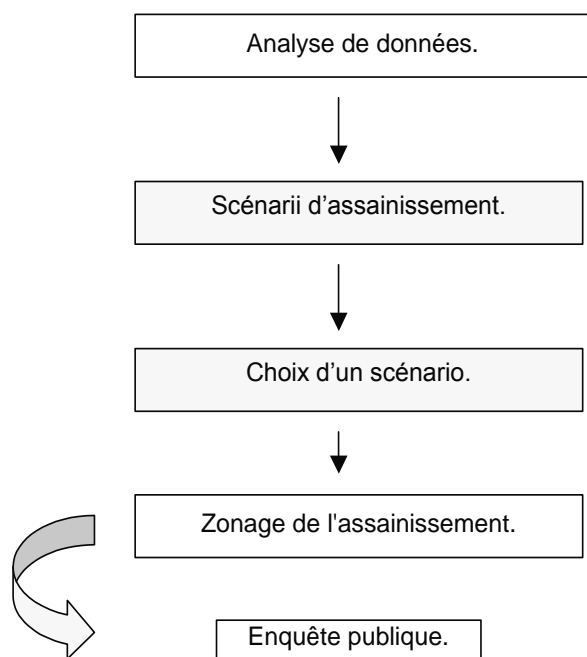 Analyse de données.
Scénarii d’assainissement.
Choix d’un scénario.
Zonage de l'assainissement.
Enquête publique.